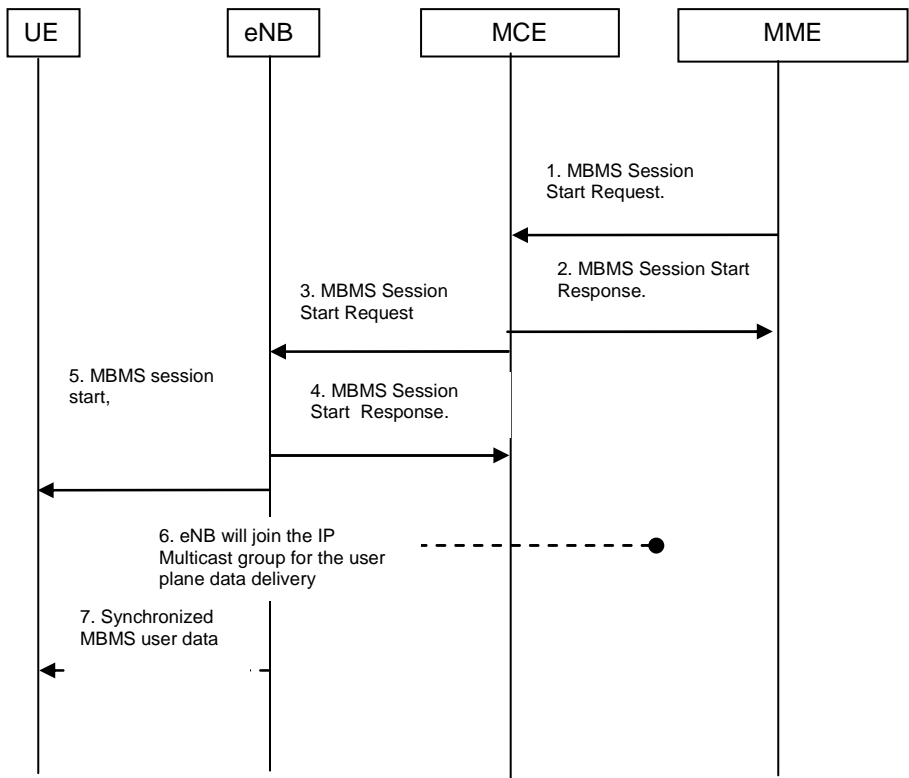 UE
eNB
MCE
MME
1. MBMS Session
Start Request.
2. MBMS Session Start
Response.
3. MBMS Session
Start Request
5. MBMS session
start,
4. MBMS Session
Start Response.
6. eNB will join the IP
Multicast group for the user
plane data delivery
7. Synchronized
MBMS user data